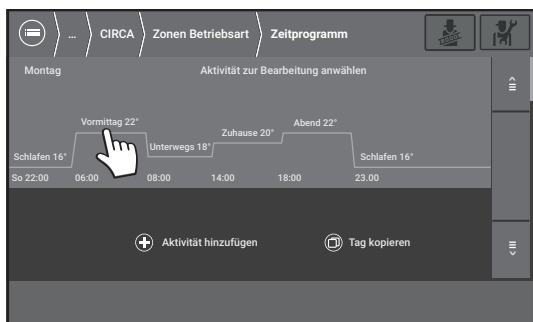 ... CIRCA Zonen Betriebsart Zeitprogramm
Montag Aktivität zur Bearbeitung anwählen
Vormittag 22° Abend 22°
Zuhause 20°
Unterwegs 18°
Schlafen 16° Schlafen 16°
So 22:00 06:00 08:00 14:00 18:00 23.00
Aktivität hinzufügen Tag kopieren